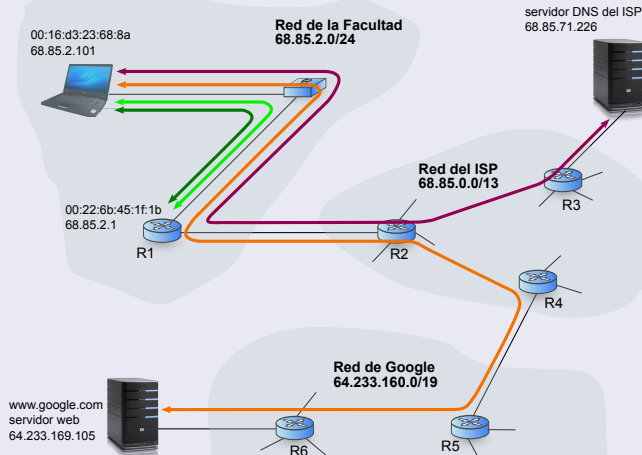 servidor DNS del ISP
68.85.71.226
Red de la Facultad
68.85.2.0/24
00:16:d3:23:68:8a
68.85.2.101
Red del ISP
68.85.0.0/13
R3
00:22:6b:45:1f:1b
68.85.2.1
R1
R2
R4
Red de Google
64.233.160.0/19
www.google.com
servidor web
64.233.169.105
R6
R5